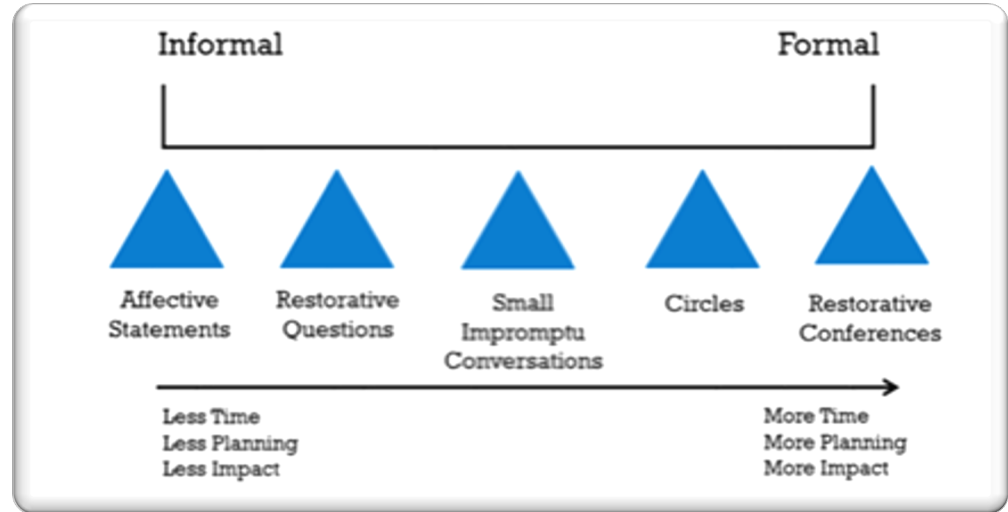 Informal
Formal
Affective
Statements
Restorative
Questions
Small
Impromptu
Conversations
Circles
Restorative
Conferences
Less Time
Less Planning
Less Impact
More Time
More Planning
More Impact